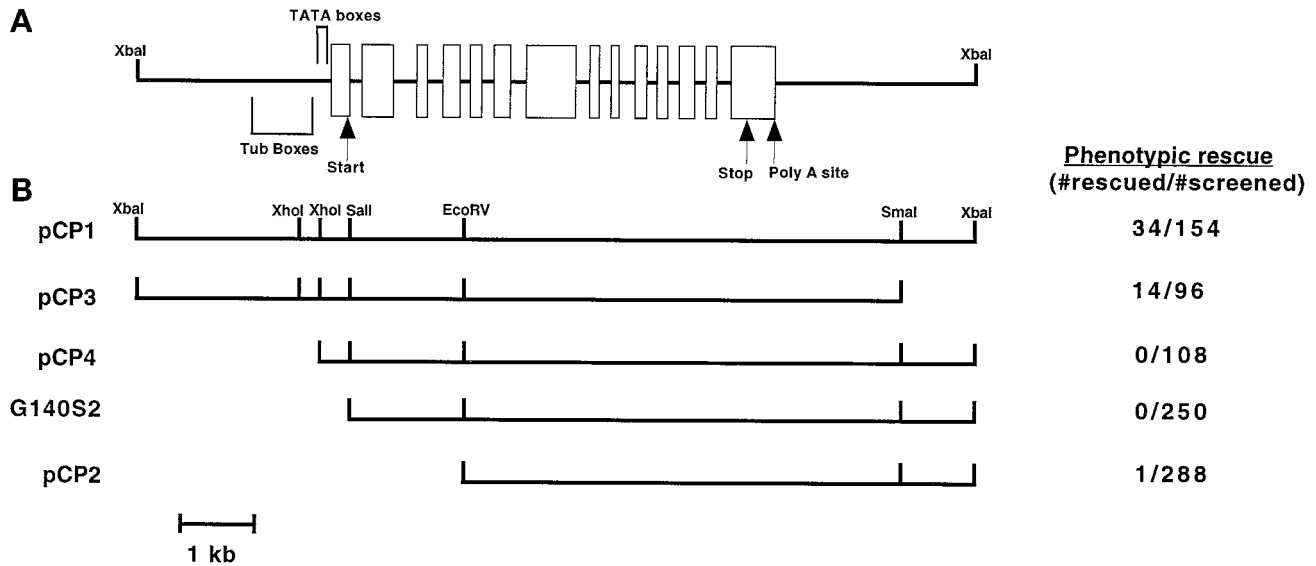 A
TATA boxes
XbaI
XbaI
Tub Boxes
Start
Stop
Poly A site
Phenotypic rescue
(#rescued/#screened)
B
XbaI
XhoI
XhoI
SalI
EcoRV
SmaI
XbaI
pCP1
34/154
pCP3
14/96
pCP4
0/108
G140S2
0/250
pCP2
1/288
1 kb